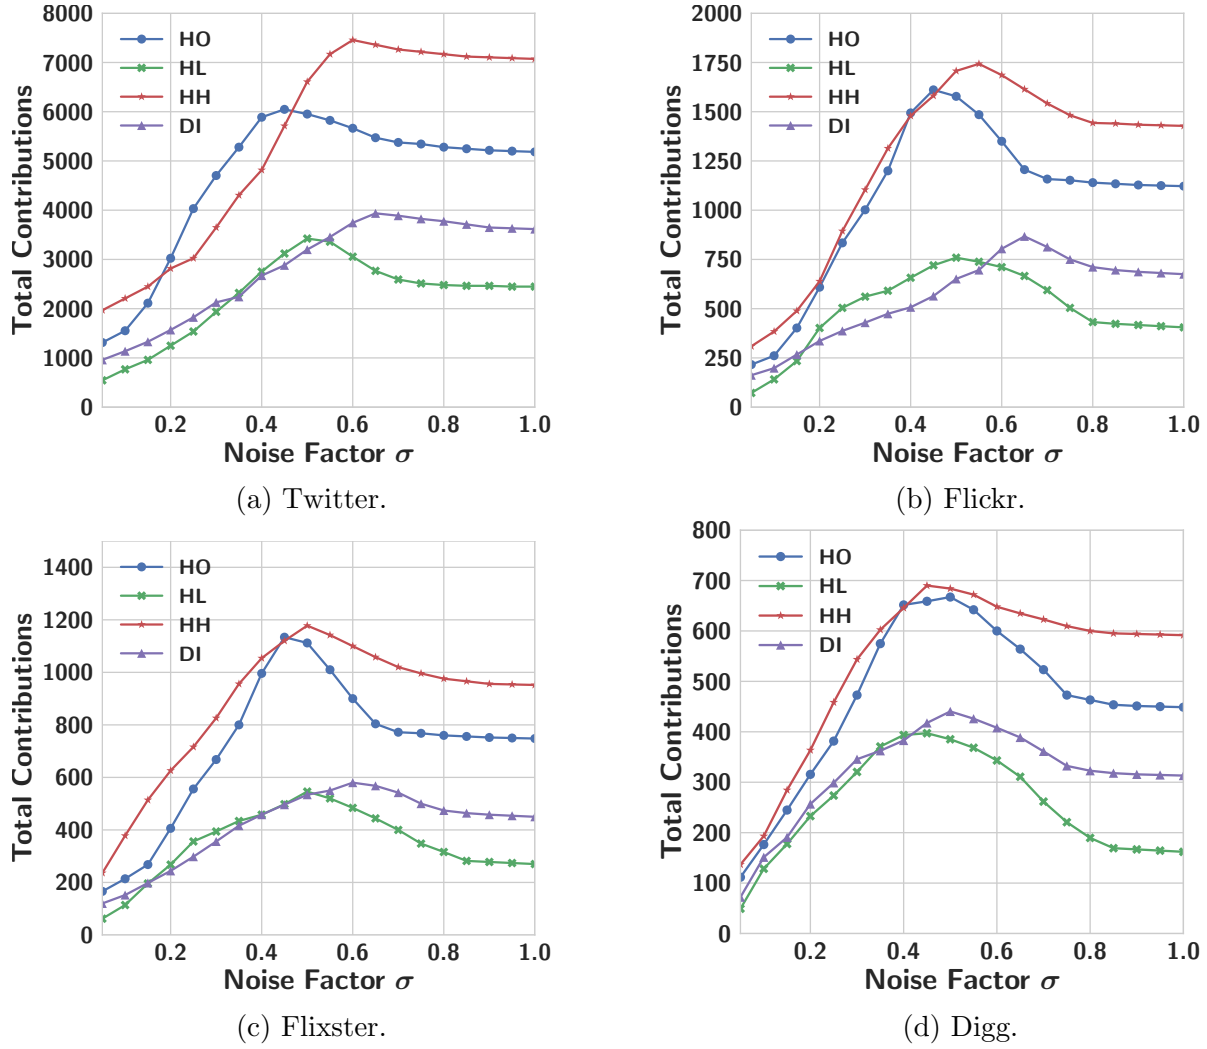 8000
7000
6000
5000
4000
3000
2000
1000
0
Total Contributions
HO
HL
HH
DI
0.2 0.4 0.6 0.8 1.0
Noise Factor σ
(a) Twitter.
2000
1750
1500
1250
1000
750
500
250
0
Total Contributions
HO
HL
HH
DI
0.2 0.4 0.6 0.8 1.0
Noise Factor σ
(b) Flickr.
1400
1200
1000
800
600
400
200
0
Total Contributions
HO
HL
HH
DI
0.2 0.4 0.6 0.8 1.0
Noise Factor σ
(c) Flixster.
800
700
600
500
400
300
200
100
0
Total Contributions
HO
HL
HH
DI
0.2 0.4 0.6 0.8 1.0
Noise Factor σ
(d) Digg.